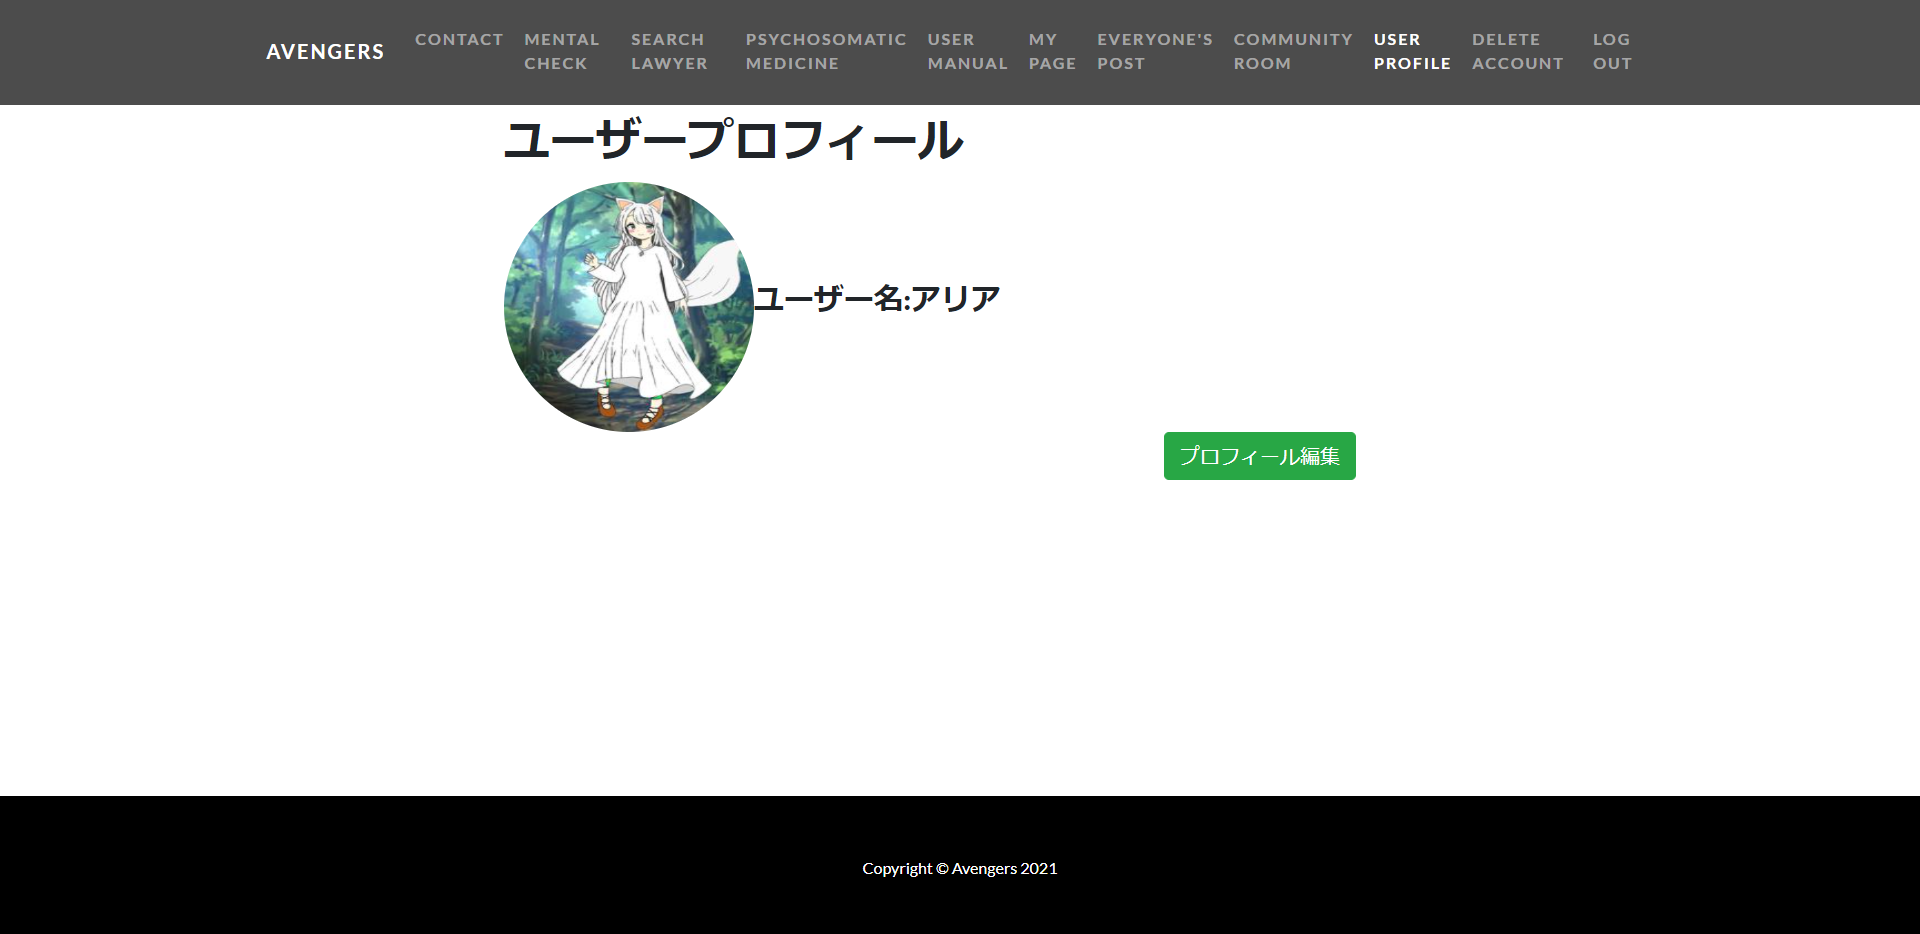 AVENGERS
CONTACT
MENTAL
CHECK
SEARCH
LAWYER
PSYCHOSOMATIC
MEDICINE
USER
MANUAL
MY
PAGE
EVERYONE'S
POST
COMMUNITY
ROOM
USER
PROFILE
DELETE
ACCOUNT
LOG
OUT
ユーザープロフィール
ユーザー名:アリア
プロフィール編集
Copyright © Avengers 2021